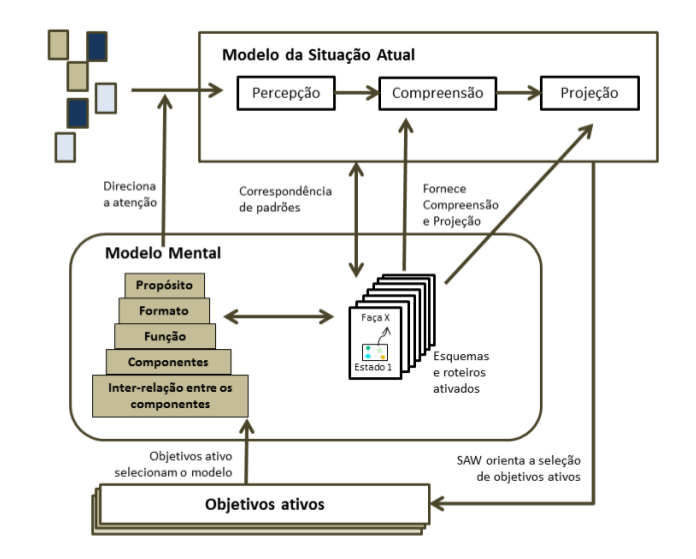 Modelo da Situação Atual
Percepção
Compreensão
Projeção
Direciona
a atenção
Correspondência
de padrões
Fornece
Compreensão
e Projeção
Modelo Mental
Propósito
Formato
Função
Componentes
Inter-relação entre os
componentes
Faça X
Estado 1
Esquemas
e roteiros
ativados
Objetivos ativo
selecionam o modelo
SAW orienta a seleção
de objetivos ativos
Objetivos ativos